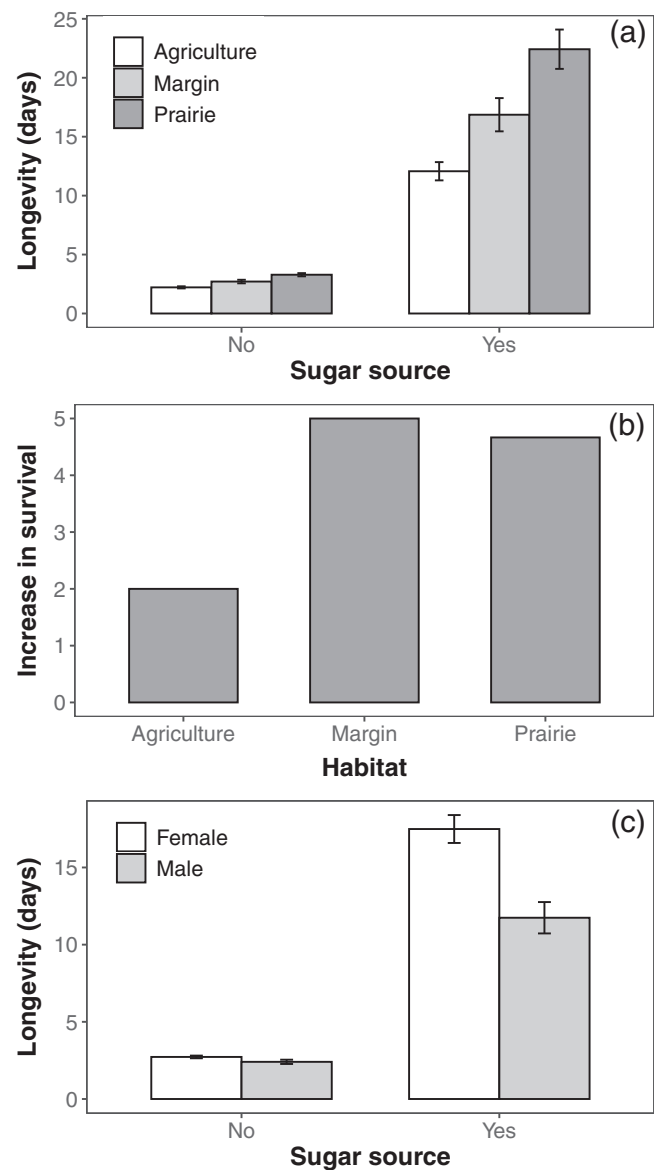 (a)
Agriculture
Margin
Prairie
Longevity (days)
25
20
15
10
5
0
No Yes
Sugar source
(b)
Increase in survival
5
4
3
2
1
0
Agriculture Margin Prairie
Habitat
(c)
Female
Male
Longevity (days)
15
10
5
0
No Yes
Sugar source